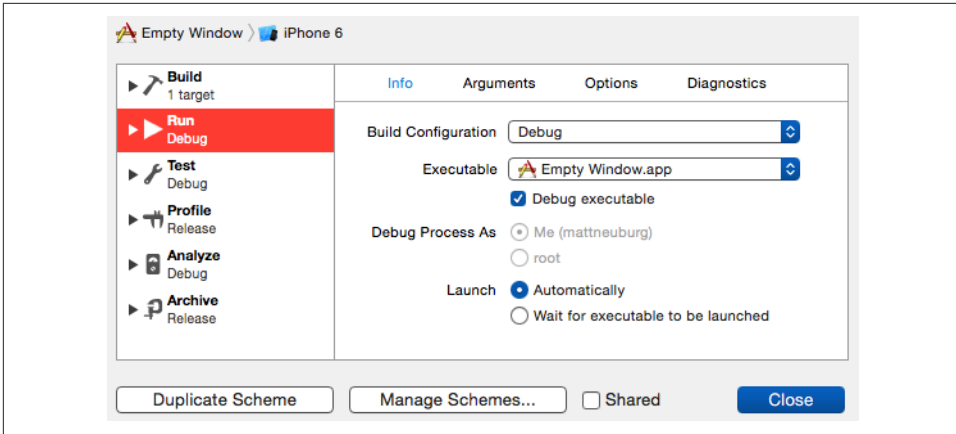 Empty Window iPhone 6
Build
1 target
Run
Debug
Test
Debug
Profile
Release
Analyze
Debug
Archive
Release
Info Arguments Options Diagnostics
Build Configuration Debug
Executable Empty Window.app
Debug executable
Debug Process As Me (mattneuburg)
root
Launch Automatically
Wait for executable to be launched
Duplicate Scheme Manage Schemes... Shared Close